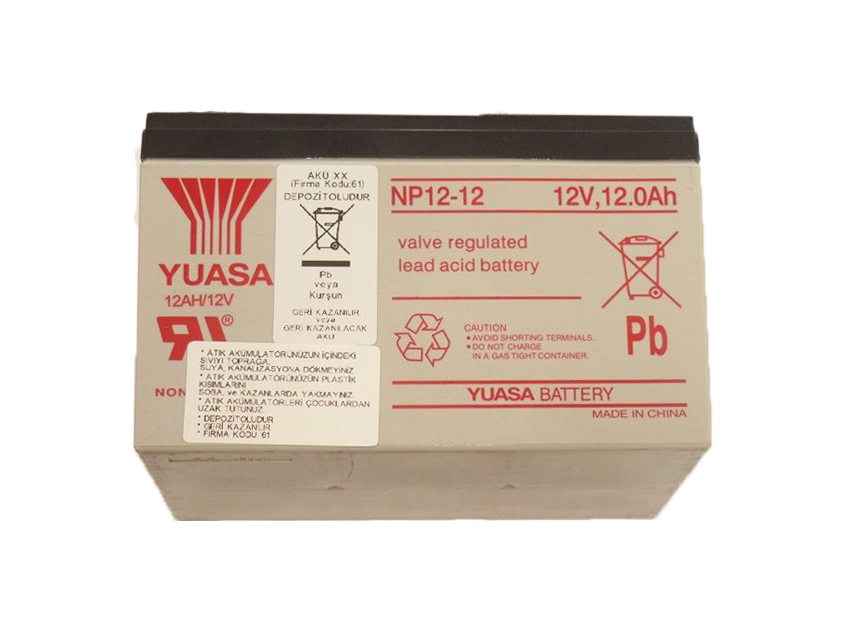 YUASA
12AH/12V
NON
AKÜ XX
(Firma Kodu:61)
DEPOZİTOLUDUR
Pb
veya
Kurşun
GERİ KAZANILIR
veya
GERİ KAZANILACAK
AKÜ
* ATIK AKÜMÜLATÖRÜNÜZÜN İÇİNDEKİ
SIVIYI TOPRAĞA,
SUYA, KANALİZASYONA DÖKMEYİNİZ.
* ATIK AKÜMÜLATÖRÜNÜZÜN PLASTİK
KISIMLARINI
SOBA, ve KAZANLARDA YAKMAYINIZ.
* ATIK AKÜMÜLATÖRLERİ ÇOCUKLARDAN
UZAK TUTUNUZ.
* DEPOZİTOLUDUR
* GERİ KAZANILIR
* FİRMA KODU 61
NP12-12 12V,12.0Ah
valve regulated
lead acid battery
CAUTION
• AVOID SHORTING TERMINALS.
• DO NOT CHARGE
IN A GAS TIGHT CONTAINER.
Pb
YUASA BATTERY
MADE IN CHINA